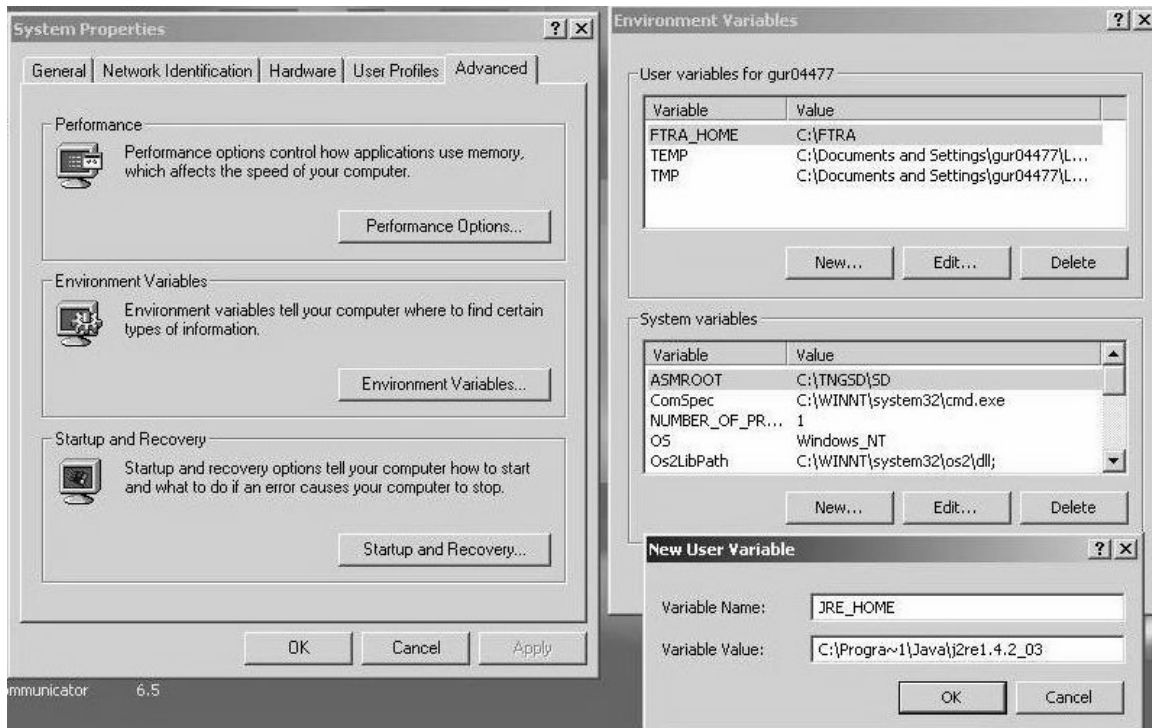 System Properties
General
Network Identification
Hardware
User Profiles
Advanced
Performance
Performance options control how applications use memory,
which affects the speed of your computer.
Performance Options...
Environment Variables
Environment variables tell your computer where to find certain
types of information.
Environment Variables...
Startup and Recovery
Startup and recovery options tell your computer how to start
and what to do if an error causes your computer to stop.
Startup and Recovery...
OK Cancel Apply
ommunicator 6.5
Environment Variables
User variables for gur04477
Variable Value
FTRA_HOME C:\FTRA
TEMP C:\Documents and Settings\gur04477\L...
TMP C:\Documents and Settings\gur04477\L...
New... Edit... Delete
System variables
Variable Value
ASMROOT C:\TNGSD\SD
ComSpec C:\WINNT\system32\cmd.exe
NUMBER_OF_PR... 1
OS Windows_NT
Os2LibPath C:\WINNT\system32\os2\dll;
New... Edit... Delete
New User Variable
Variable Name: JRE_HOME
Variable Value: C:\Progra~1\Java\j2re1.4.2_03
OK Cancel